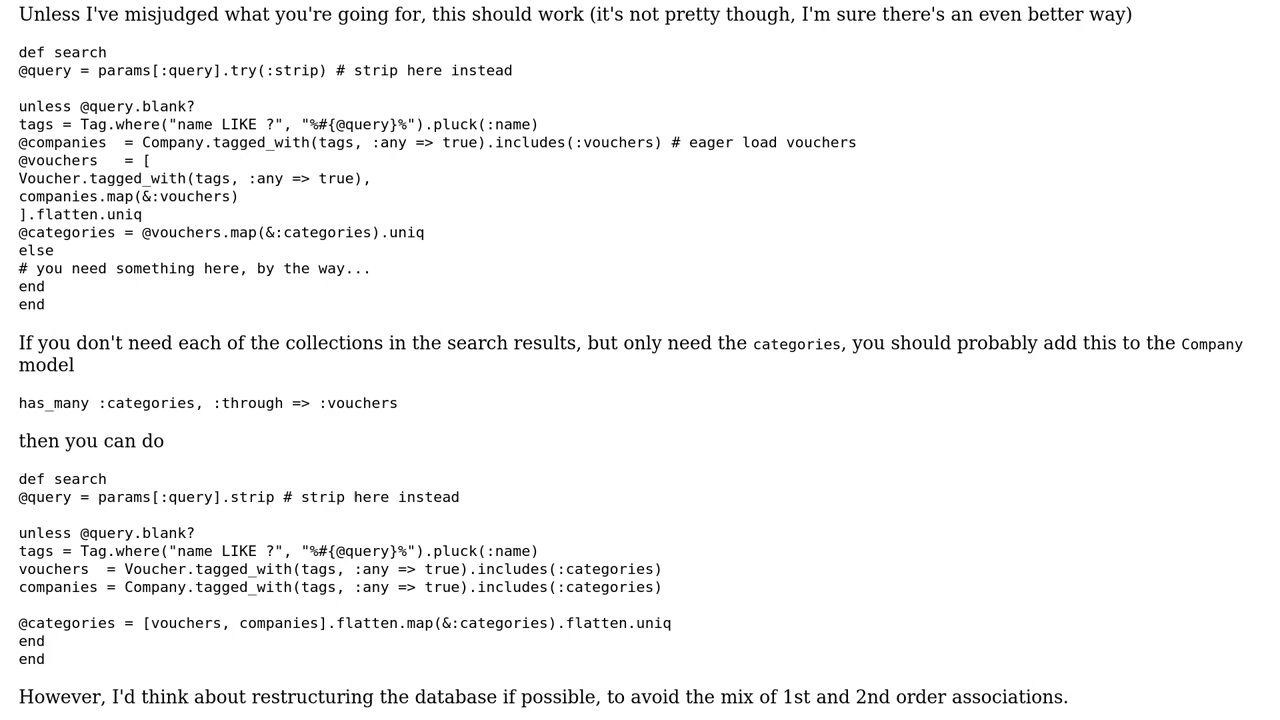 Unless I've misjudged what you're going for, this should work (it's not pretty though, I'm sure there's an even better way)
def search
@query = params[:query].try(:strip) # strip here instead
unless @query.blank?
tags = Tag.where("name LIKE ?", "%#{@query}%").pluck(:name)
@companies  = Company.tagged_with(tags, :any => true).includes(:vouchers) # eager load vouchers
@vouchers   = [
Voucher.tagged_with(tags, :any => true),
companies.map(&:vouchers)
].flatten.uniq
@categories = @vouchers.map(&:categories).uniq
else
# you need something here, by the way...
end
end
If you don't need each of the collections in the search results, but only need the categories, you should probably add this to the Company
model
has_many :categories, :through => :vouchers
then you can do
def search
@query = params[:query].strip # strip here instead
unless @query.blank?
tags = Tag.where("name LIKE ?", "%#{@query}%").pluck(:name)
vouchers  = Voucher.tagged_with(tags, :any => true).includes(:categories)
companies = Company.tagged_with(tags, :any => true).includes(:categories)
@categories = [vouchers, companies].flatten.map(&:categories).flatten.uniq
end
end
However, I'd think about restructuring the database if possible, to avoid the mix of 1st and 2nd order associations.